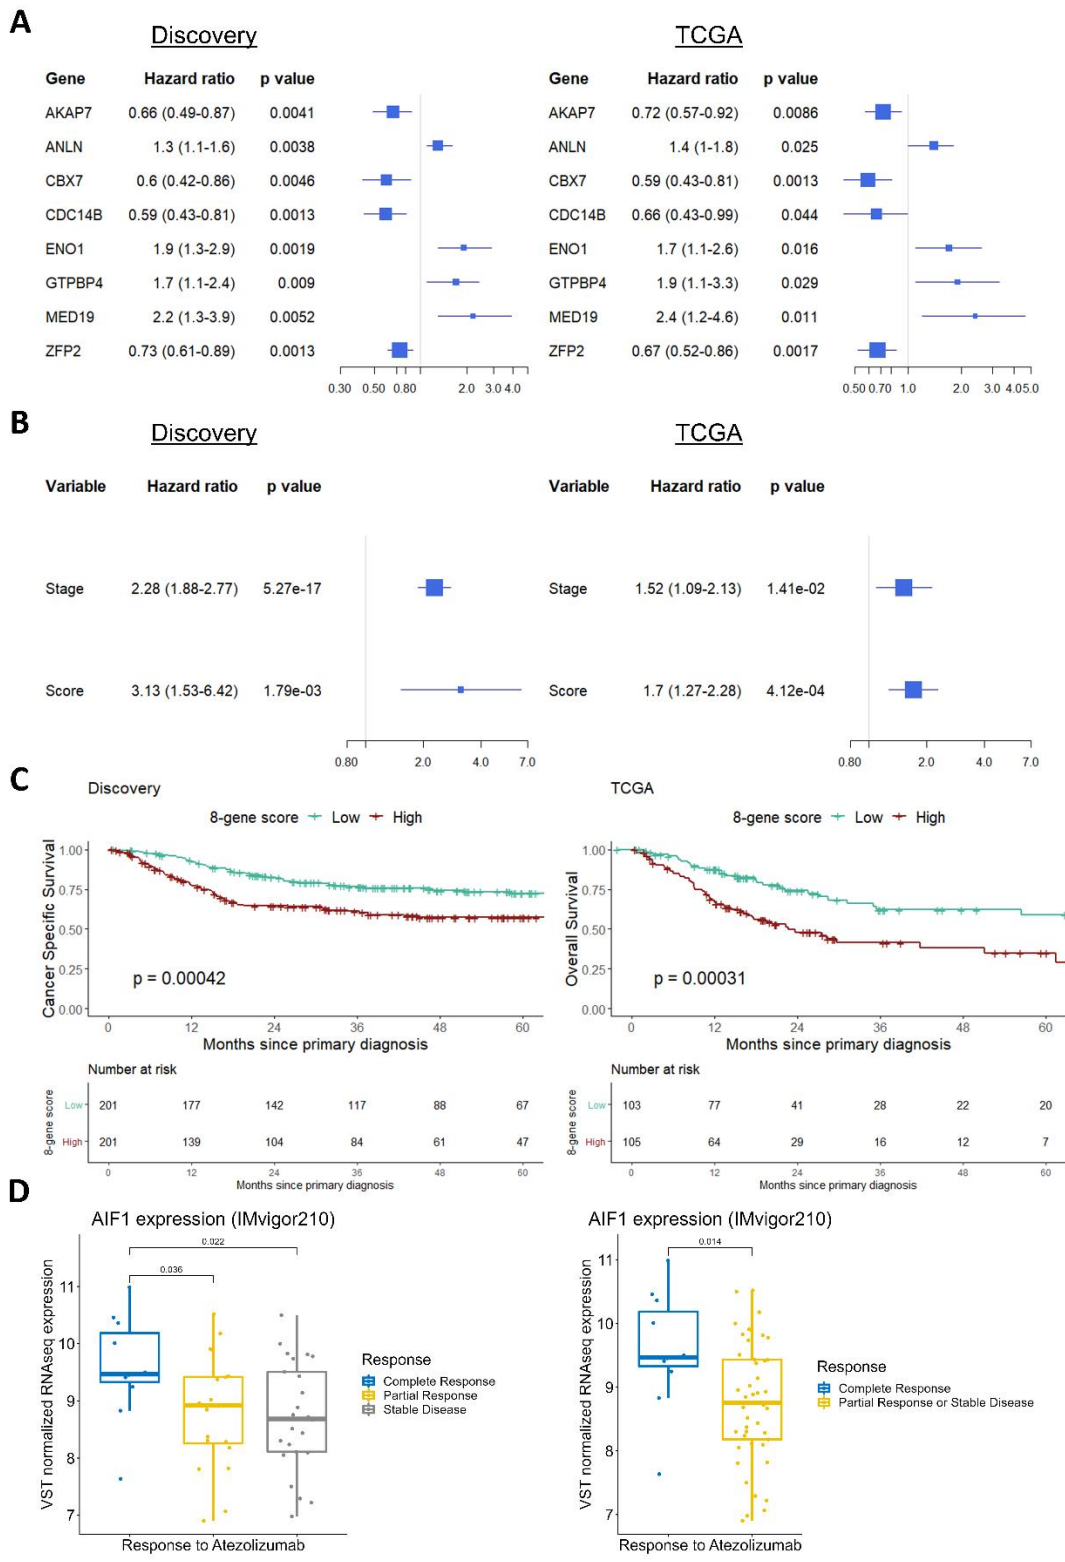 A
Discovery TCGA
Gene Hazard ratio p value Gene Hazard ratio p value
AKAP7 0.66 (0.49-0.87) 0.0041 AKAP7 0.72 (0.57-0.92) 0.0086
ANLN 1.3 (1.1-1.6) 0.0038 ANLN 1.4 (1-1.8) 0.025
CBX7 0.6 (0.42-0.86) 0.0046 CBX7 0.59 (0.43-0.81) 0.0013
CDC14B 0.59 (0.43-0.81) 0.0013 CDC14B 0.66 (0.43-0.99) 0.044
ENO1 1.9 (1.3-2.9) 0.0019 ENO1 1.7 (1.1-2.6) 0.016
GTPBP4 1.7 (1.1-2.4) 0.009 GTPBP4 1.9 (1.1-3.3) 0.029
MED19 2.2 (1.3-3.9) 0.0052 MED19 2.4 (1.2-4.6) 0.011
ZFP2 0.73 (0.61-0.89) 0.0013 ZFP2 0.67 (0.52-0.86) 0.0017
0.30 0.50 0.80 2.0 3.0 4.0 0.50 0.70 1.0 2.0 3.0 4.0 5.0
B
Discovery TCGA
Variable Hazard ratio p value Variable Hazard ratio p value
Stage 2.28 (1.88-2.77) 5.27e-17 Stage 1.52 (1.09-2.13) 1.41e-02
Score 3.13 (1.53-6.42) 1.79e-03 Score 1.7 (1.27-2.28) 4.12e-04
0.80 2.0 4.0 7.0 0.80 2.0 4.0 7.0
C
Discovery
8-gene score Low High
Cancer Specific Survival
1.00
0.75
0.50
0.25
0.00
p = 0.00042
0 12 24 36 48 60
Months since primary diagnosis
Number at risk
8-gene score
Low 201 177 142 117 88 67
High 201 139 104 84 61 47
0 12 24 36 48 60
Months since primary diagnosis
TCGA
8-gene score Low High
Overall Survival
1.00
0.75
0.50
0.25
0.00
p = 0.00031
0 12 24 36 48 60
Months since primary diagnosis
Number at risk
8-gene score
Low 103 77 41 28 22 20
High 105 64 29 16 12 7
0 12 24 36 48 60
Months since primary diagnosis
D
AIF1 expression (IMvigor210)
VST normalized RNAseq expression
0.022
0.036
11
10
9
8
7
Response to Atezolizumab
Response
Complete Response
Partial Response
Stable Disease
AIF1 expression (IMvigor210)
VST normalized RNAseq expression
0.014
11
10
9
8
7
Response to Atezolizumab
Response
Complete Response
Partial Response or Stable Disease